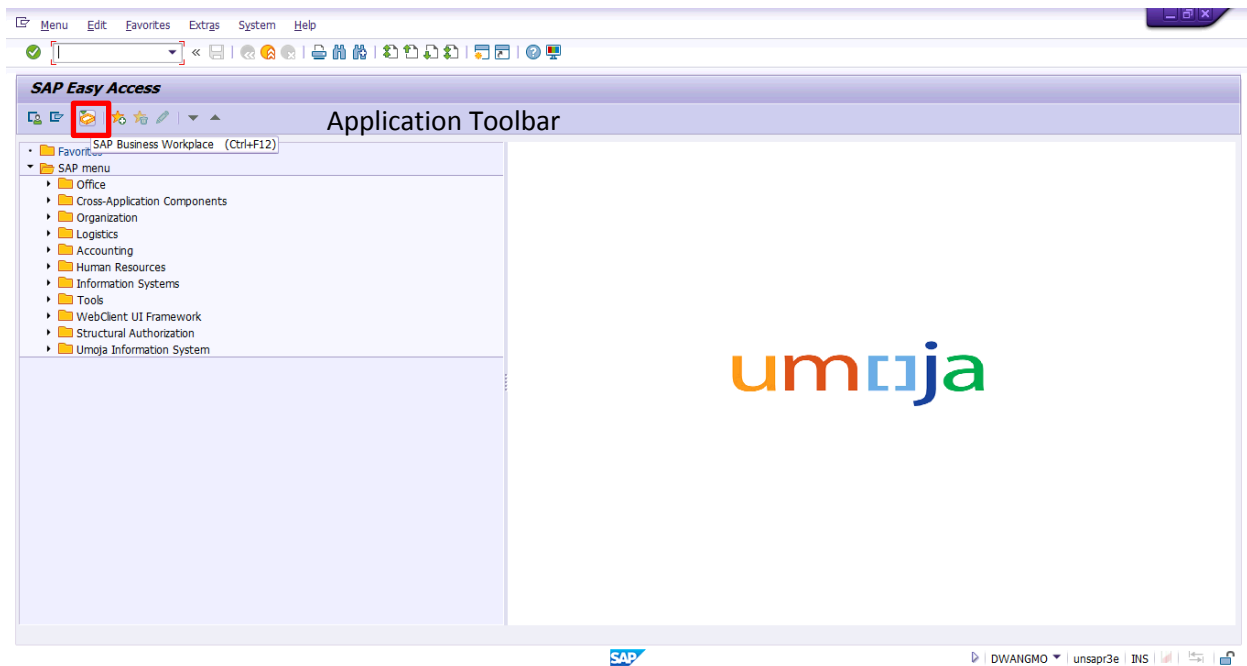 Menu Edit Favorites Extras System Help
SAP Easy Access
Application Toolbar
SAP Business Workplace (Ctrl+F12)
Favorites
SAP menu
Office
Cross-Application Components
Organization
Logistics
Accounting
Human Resources
Information Systems
Tools
WebClient UI Framework
Structural Authorization
Umoja Information System
umoja
SAP DWANGMO unsapr3e INS